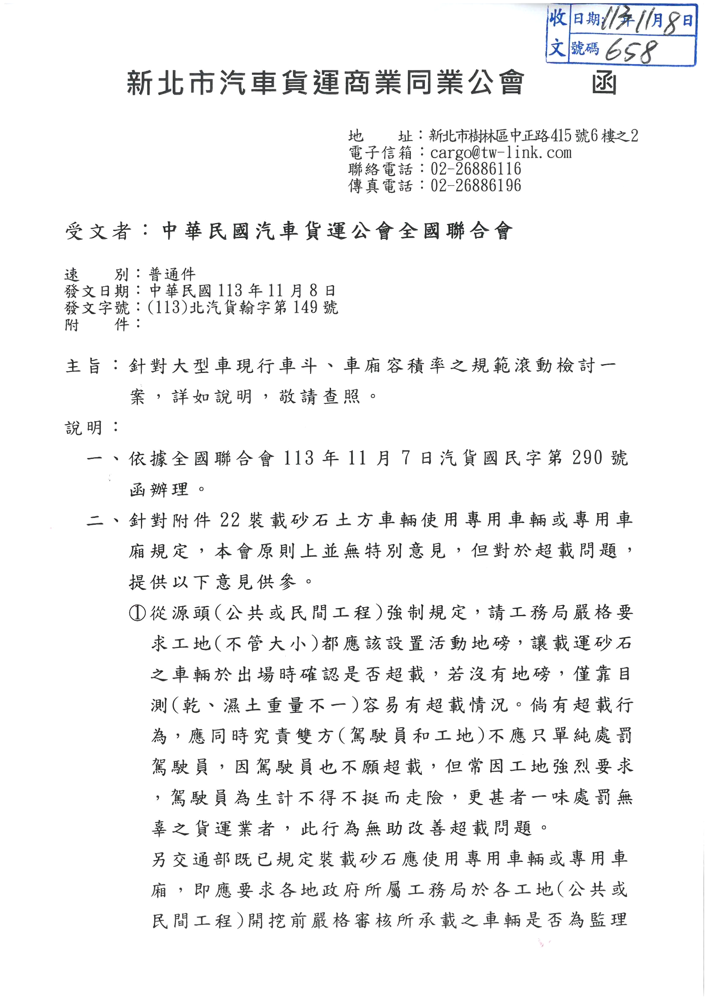 收文 日期:113年11月8日
號碼 658
新北市汽車貨運商業同業公會 函
地 址：新北市樹林區中正路415號6樓之2
電子信箱：cargo@tw-link.com
聯絡電話：02-26886116
傳真電話：02-26886196
受文者：中華民國汽車貨運公會全國聯合會
速 別：普通件
發文日期：中華民國 113 年 11 月 8 日
發文字號：(113)北汽貨翰字第 149 號
附 件：
主旨：針對大型車現行車斗、車廂容積率之規範滾動檢討一
案，詳如說明，敬請查照。
說明：
一、依據全國聯合會 113 年 11 月 7 日汽貨國民字第 290 號
函辦理。
二、針對附件 22 裝載砂石土方車輛使用專用車輛或專用車
廂規定，本會原則上並無特別意見，但對於超載問題，
提供以下意見供參。
①從源頭(公共或民間工程)強制規定，請工務局嚴格要
求工地(不管大小)都應該設置活動地磅，讓載運砂石
之車輛於出場時確認是否超載，若沒有地磅，僅靠目
測(乾、濕土重量不一)容易有超載情況。倘有超載行
為，應同時究責雙方(駕駛員和工地)不應只單純處罰
駕駛員，因駕駛員也不願超載，但常因工地強烈要求
，駕駛員為生計不得不挺而走險，更甚者一味處罰無
辜之貨運業者，此行為無助改善超載問題。
另交通部既已規定裝載砂石應使用專用車輛或專用車
廂，即應要求各地政府所屬工務局於各工地(公共或
民間工程)開挖前嚴格審核所承載之車輛是否為監理